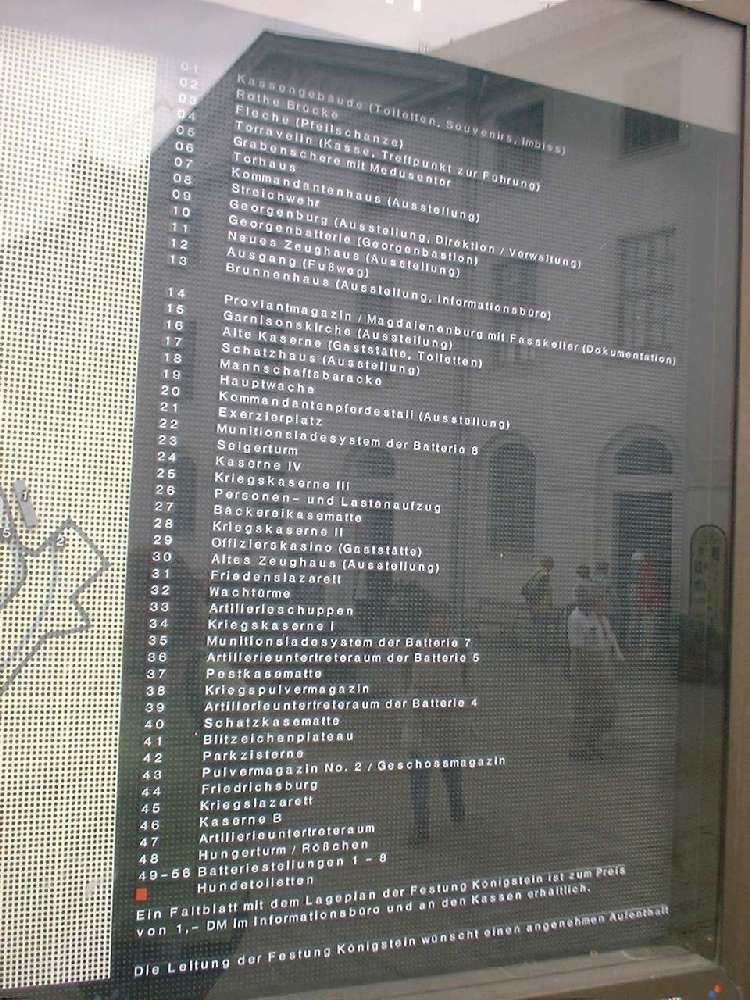 01 Kassengebäude (Toiletten, Souvenirs, Imbiss)
02 Rothe Brücke
03 Fleche (Pfeilschanze)
04 Torravelin (Kasse, Treffpunkt zur Führung)
05 Grabenschere mit Medusentor
06 Torhaus
07 Kommandantenhaus (Ausstellung)
08 Streichwehr
09 Georgenburg (Ausstellung, Direktion / Verwaltung)
10 Georgenbatterie (Georgenbastion)
11 Neues Zeughaus (Ausstellung)
12 Ausgang (Fußweg)
13 Brunnenhaus (Ausstellung, Informationsbüro)
14 Proviantmagazin / Magdalenenburg mit Fasskeller (Dokumentation)
15 Garnisonskirche (Ausstellung)
16 Alte Kaserne (Gaststätte, Toiletten)
17 Schatzhaus (Ausstellung)
18 Mannschaftsbaracke
19 Hauptwache
20 Kommandantenpferdestall (Ausstellung)
21 Exerzierplatz
22 Munitionsladesystem der Batterie 8
23 Seigerturm
24 Kaserne IV
25 Kriegskaserne III
26 Personen- und Lastenaufzug
27 Bäckereikasematte
28 Kriegskaserne II
29 Offizierskasino (Gaststätte)
30 Altes Zeughaus (Ausstellung)
31 Friedenslazarett
32 Wachtürme
33 Artillerieschuppen
34 Kriegskaserne I
35 Munitionsladesystem der Batterie 7
36 Artillerieuntertreteraum der Batterie 5
37 Pestkasematte
38 Kriegspulvermagazin
39 Artillerieuntertreteraum der Batterie 4
40 Schatzkasematte
41 Blitzeichenplateau
42 Parkzisterne
43 Pulvermagazin No. 2 / Geschossmagazin
44 Friedrichsburg
45 Kriegslazarett
46 Kaserne B
47 Artillerieuntertreteraum
48 Hungerturm / Rößchen
49-56 Batteriestellungen 1 - 8
Hundetoiletten
Ein Faltblatt mit dem Lageplan der Festung Königstein ist zum Preis
von 1,- DM im Informationsbüro und an den Kassen erhältlich.
Die Leitung der Festung Königstein wünscht einen angenehmen Aufenthalt
1
2
5